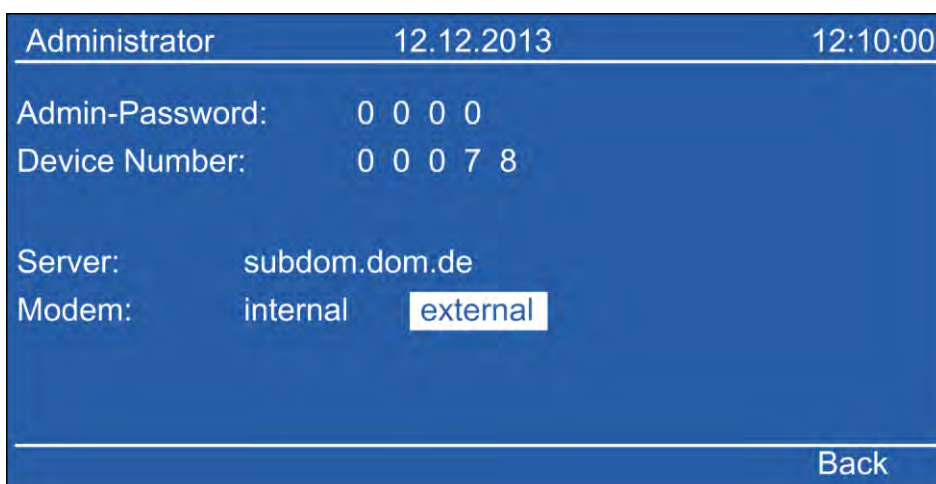 Administrator 12.12.2013 12:10:00
Admin-Password: 0 0 0 0
Device Number: 0 0 0 7 8
Server: subdom.dom.de
Modem: internal external
Back